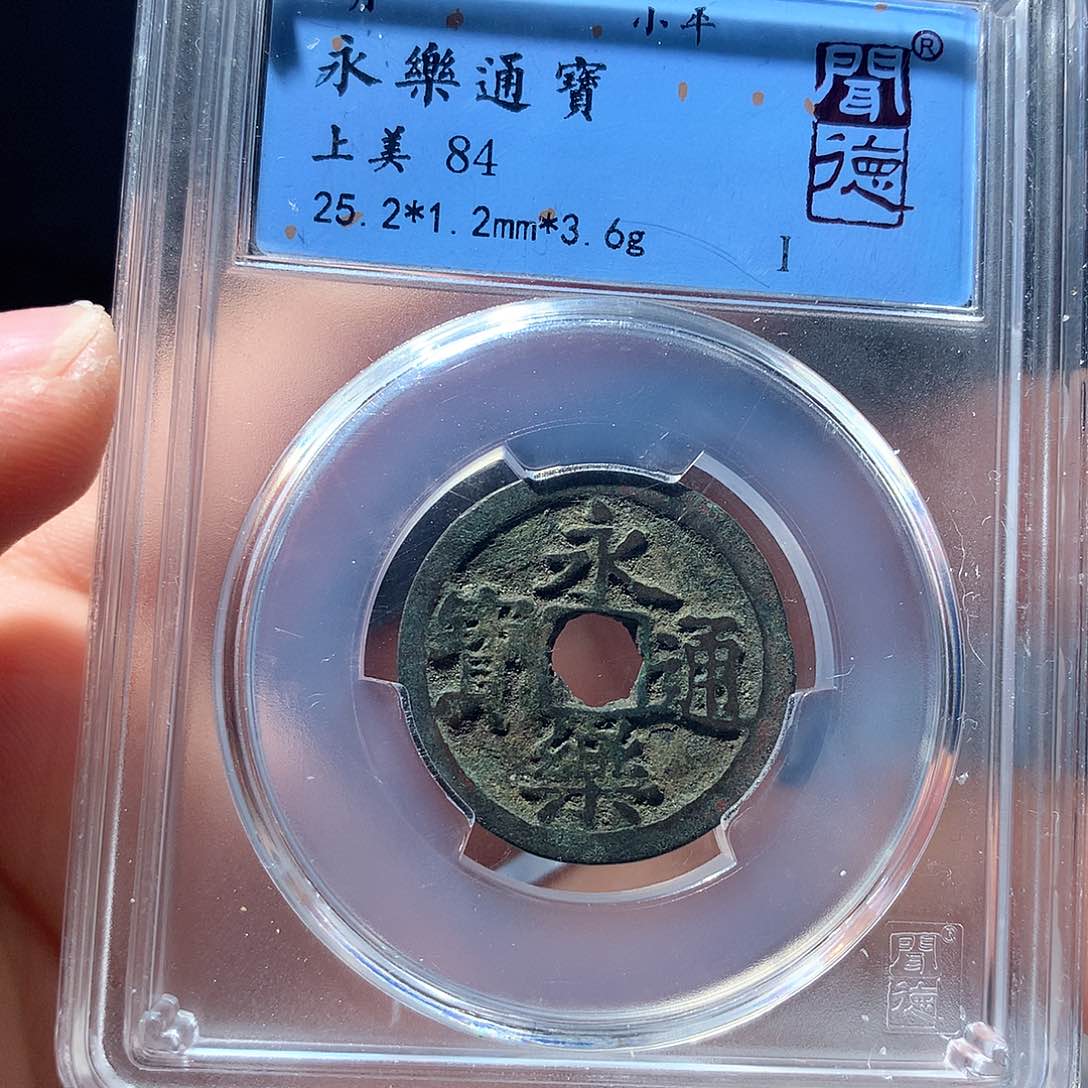 小平
永樂通寶
上美 84
25.2*1.2mm*3.6g
聞德®
永樂通寶
聞德®